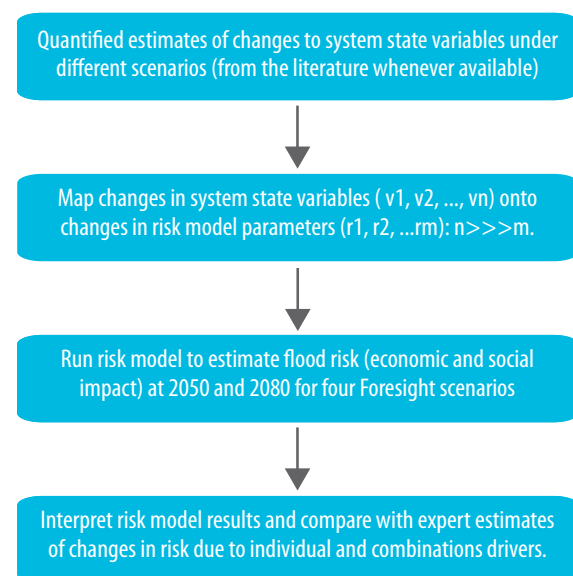 Quantified estimates of changes to system state variables under
different scenarios (from the literature whenever available)
Map changes in system state variables ( v1, v2, ..., vn) onto
changes in risk model parameters (r1, r2, ...rm): n>>>m.
Run risk model to estimate flood risk (economic and social
impact) at 2050 and 2080 for four Foresight scenarios
Interpret risk model results and compare with expert estimates
of changes in risk due to individual and combinations drivers.